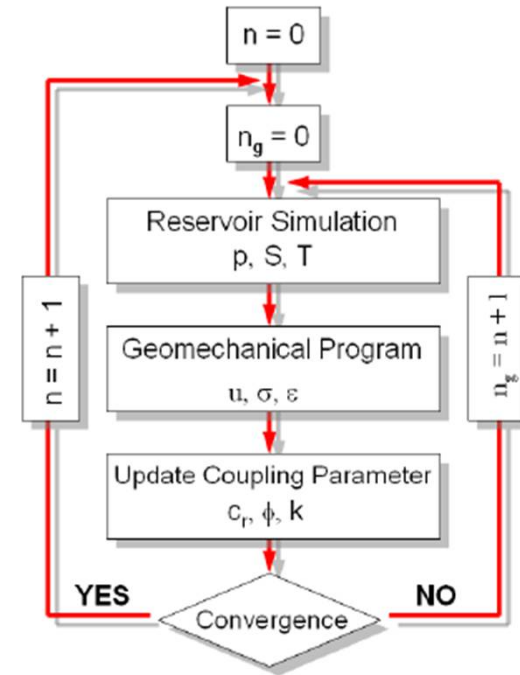 n = 0
n_g = 0
Reservoir Simulation
p, S, T
Geomechanical Program
u, σ, ε
Update Coupling Parameter
c_r, ϕ, k
Convergence
YES
NO
n = n + 1
n_g = n + 1